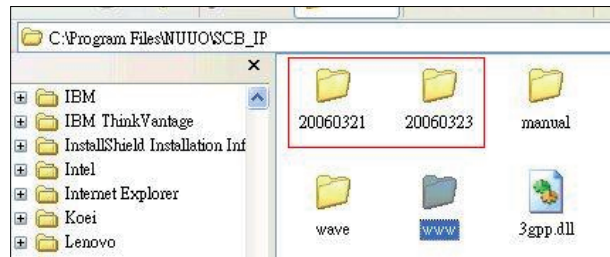 C:\Program Files\NUUO\SCB_IP
IBM
IBM ThinkVantage
InstallShield Installation Inf
Intel
Internet Explorer
Koei
Lenovo
20060321
20060323
manual
wave
www
3gpp.dll